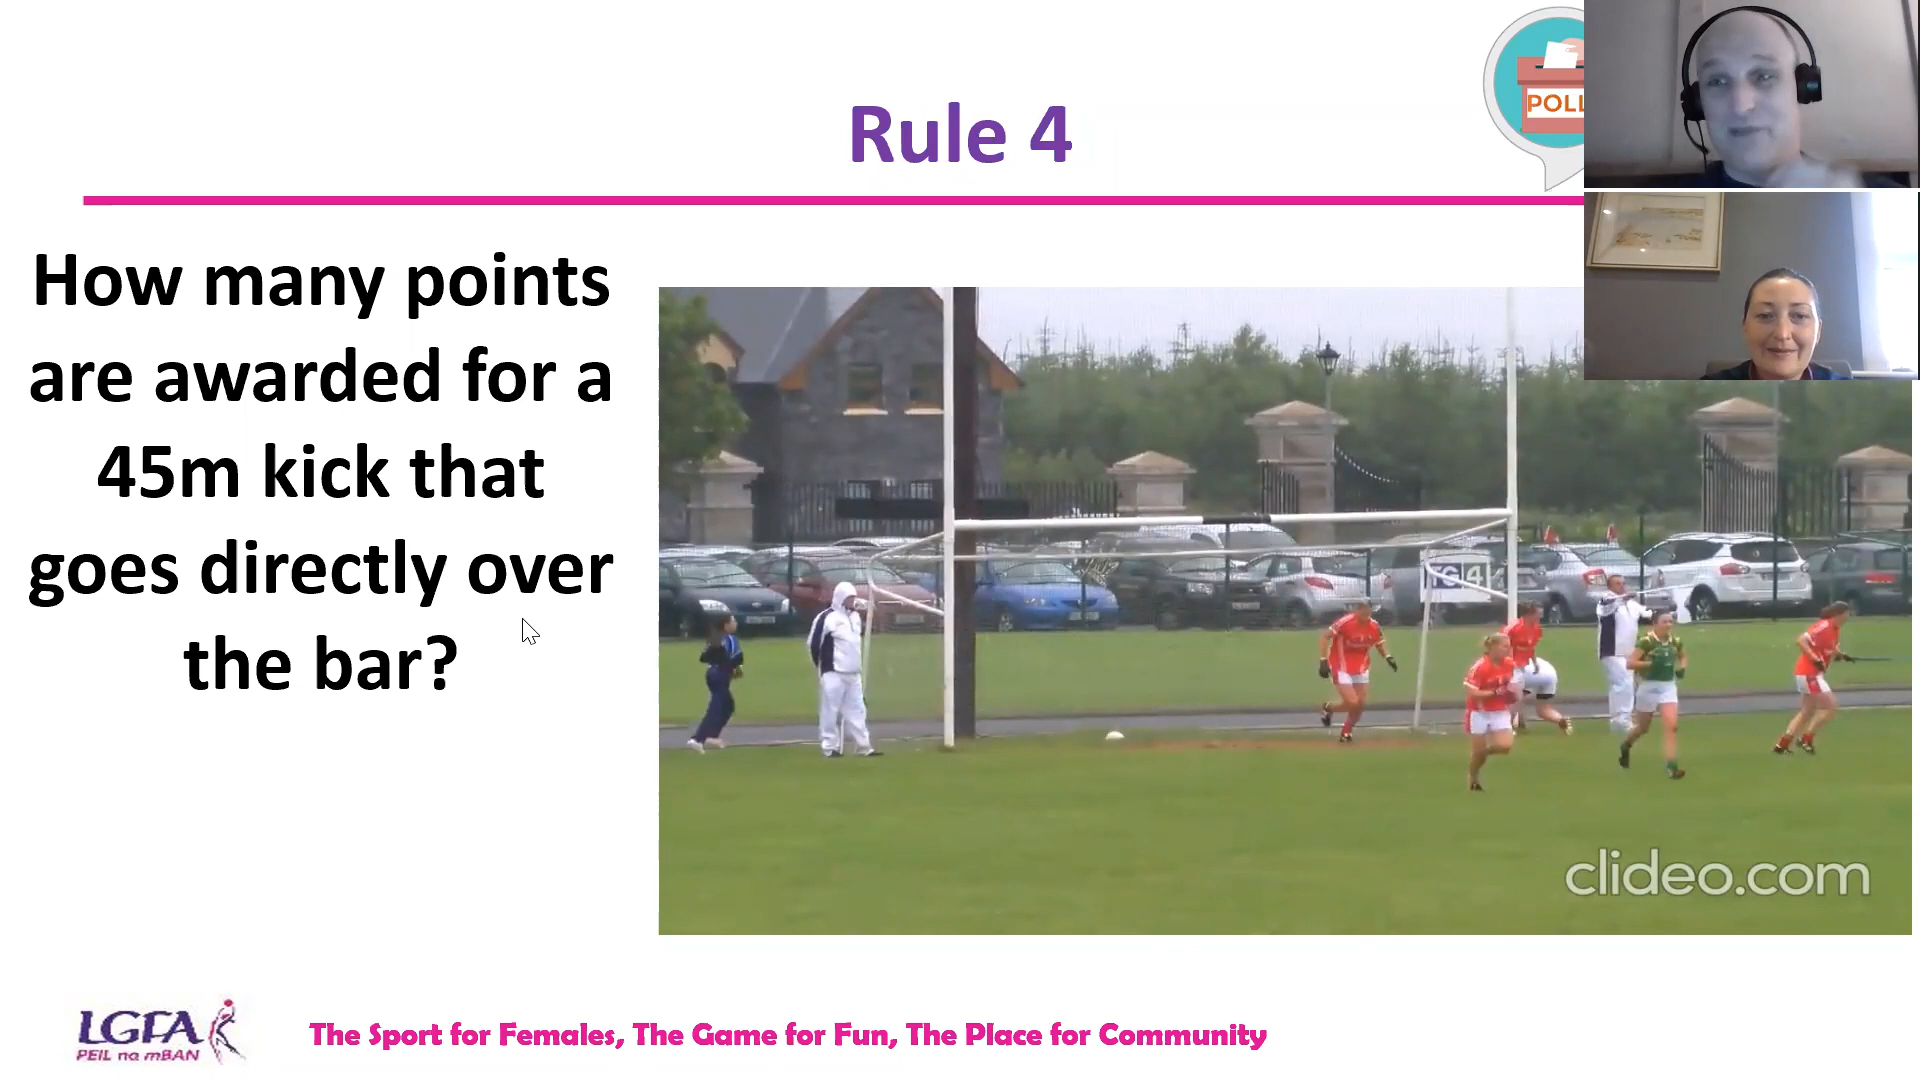 Rule 4
POLL
How many points
are awarded for a
45m kick that
goes directly over
the bar?
TG4
clideo.com
LGFA
PEIL na mBAN
The Sport for Females, The Game for Fun, The Place for Community